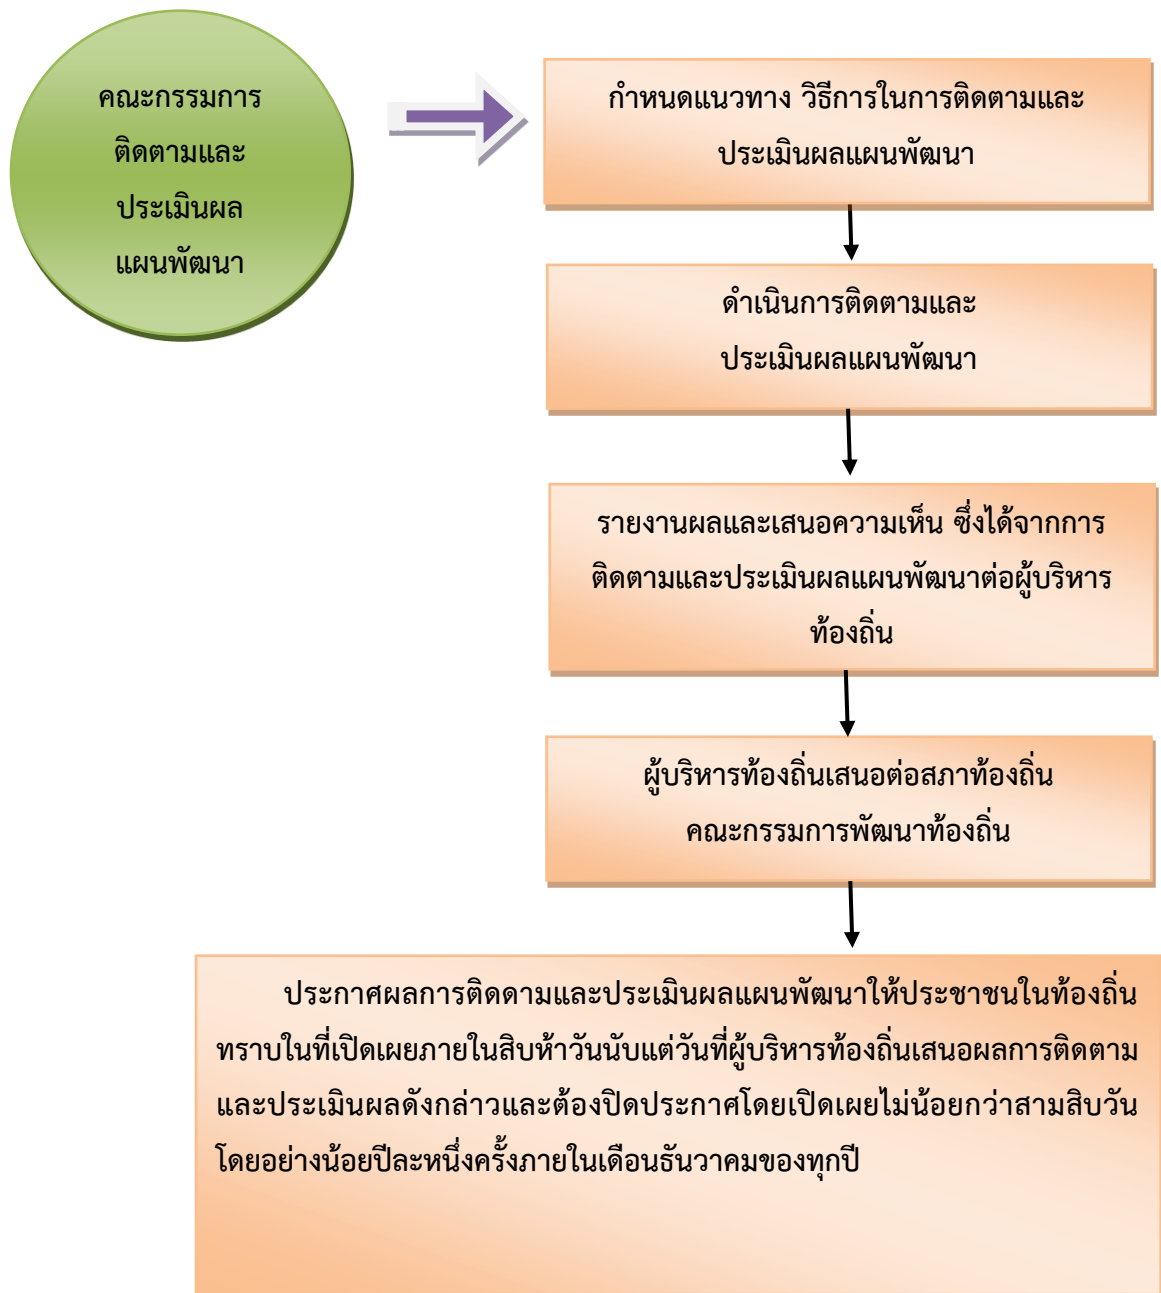 คณะกรรมการ
ติดตามและ
ประเมินผล
แผนพัฒนา
กำหนดแนวทาง วิธีการในการติดตามและ
ประเมินผลแผนพัฒนา
ดำเนินการติดตามและ
ประเมินผลแผนพัฒนา
รายงานผลและเสนอความเห็น ซึ่งได้จากการ
ติดตามและประเมินผลแผนพัฒนาต่อผู้บริหาร
ท้องถิ่น
ผู้บริหารท้องถิ่นเสนอต่อสภาท้องถิ่น
คณะกรรมการพัฒนาท้องถิ่น
ประกาศผลการติดดามและประเมินผลแผนพัฒนาให้ประชาชนในท้องถิ่น
ทราบในที่เปิดเผยภายในสิบห้าวันนับแต่วันที่ผู้บริหารท้องถิ่นเสนอผลการติดตาม
และประเมินผลดังกล่าวและต้องปิดประกาศโดยเปิดเผยไม่น้อยกว่าสามสิบวัน
โดยอย่างน้อยปีละหนึ่งครั้งภายในเดือนธันวาคมของทุกปี